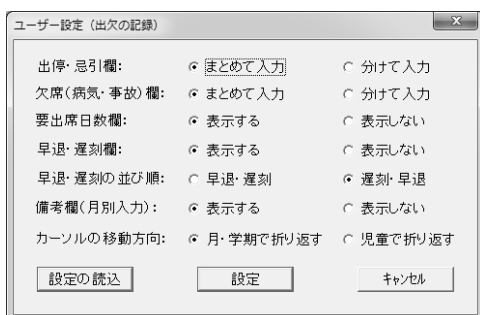 ユーザー設定（出欠の記録）
出停・忌引欄： まとめて入力 分けて入力
欠席(病気・事故)欄： まとめて入力 分けて入力
要出席日数欄： 表示する 表示しない
早退・遅刻欄： 表示する 表示しない
早退・遅刻の並び順： 早退・遅刻 遅刻・早退
備考欄(月別入力)： 表示する 表示しない
カーソルの移動方向： 月・学期で折り返す 児童で折り返す
設定の読込 設定 キャンセル